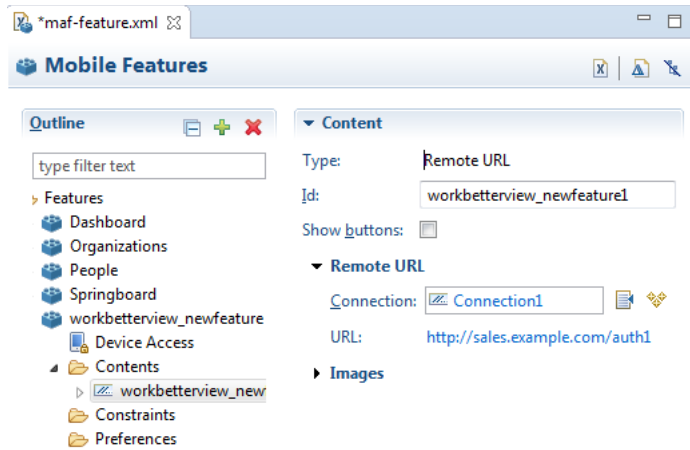 *maf-feature.xml
Mobile Features
Outline
type filter text
Features
Dashboard
Organizations
People
Springboard
workbetterview_newfeature
Device Access
Contents
workbetterview_new
Constraints
Preferences
Content
Type: Remote URL
Id: workbetterview_newfeature1
Show buttons:
Remote URL
Connection: Connection1
URL: http://sales.example.com/auth1
Images